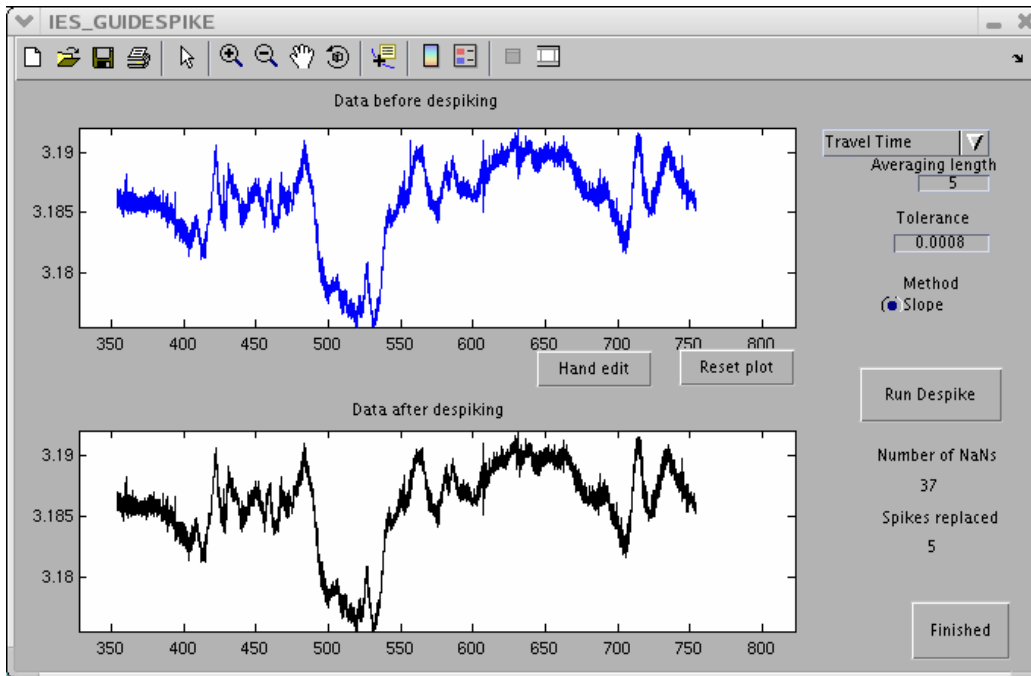 IES_GUIDESPIKE
Data before despiking
3.19
3.185
3.18
350 400 450 500 550 600 650 700 750 800
Travel Time
Averaging length
5
Tolerance
0.0008
Method
Slope
Hand edit Reset plot
Run Despike
Data after despiking
3.19
3.185
3.18
350 400 450 500 550 600 650 700 750 800
Number of NaNs
37
Spikes replaced
5
Finished